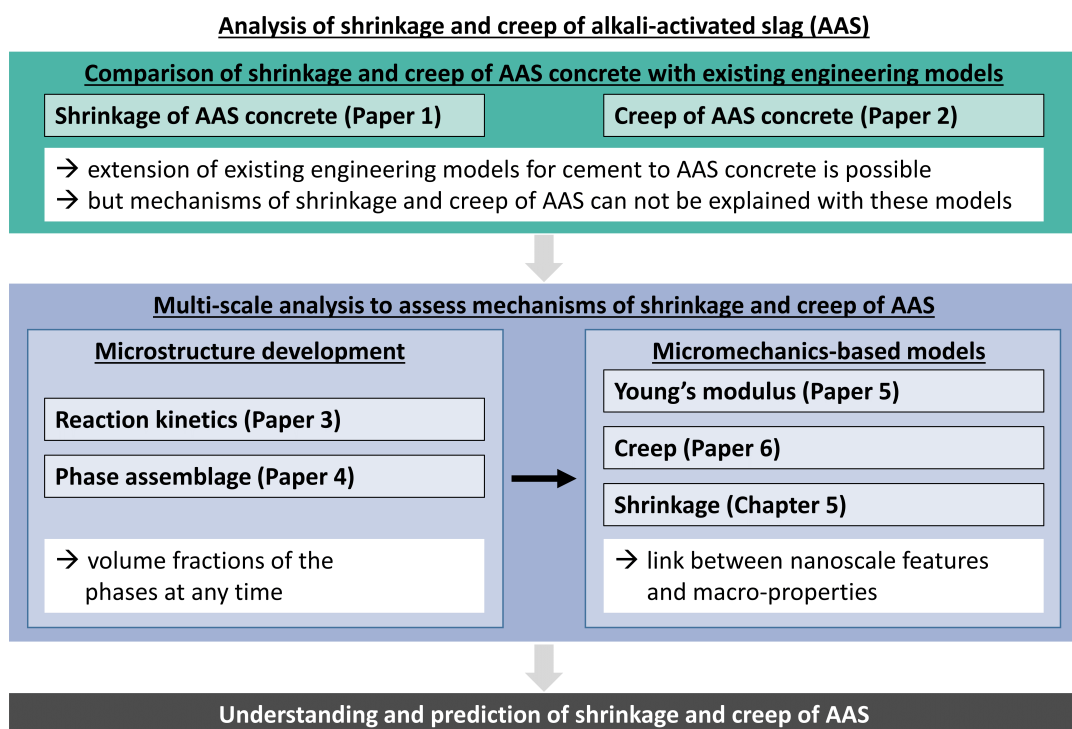 Analysis of shrinkage and creep of alkali-activated slag (AAS)
Comparison of shrinkage and creep of AAS concrete with existing engineering models
Shrinkage of AAS concrete (Paper 1)
Creep of AAS concrete (Paper 2)
→ extension of existing engineering models for cement to AAS concrete is possible
→ but mechanisms of shrinkage and creep of AAS can not be explained with these models
Multi-scale analysis to assess mechanisms of shrinkage and creep of AAS
Microstructure development
Reaction kinetics (Paper 3)
Phase assemblage (Paper 4)
→ volume fractions of the
phases at any time
Micromechanics-based models
Young’s modulus (Paper 5)
Creep (Paper 6)
Shrinkage (Chapter 5)
→ link between nanoscale features
and macro-properties
Understanding and prediction of shrinkage and creep of AAS